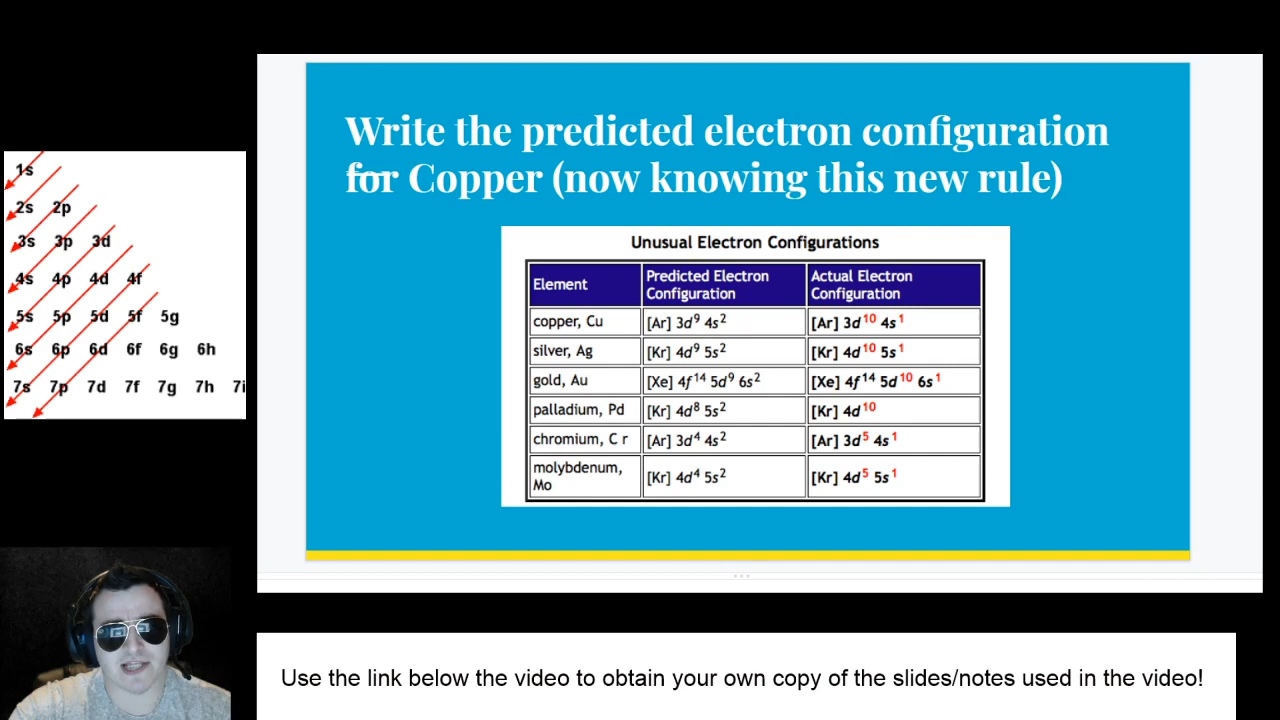 Write the predicted electron configuration
for Copper (now knowing this new rule)
1s
2s 2p
3s 3p 3d
4s 4p 4d 4f
5s 5p 5d 5f 5g
6s 6p 6d 6f 6g 6h
7s 7p 7d 7f 7g 7h 7i
Unusual Electron Configurations
Element Predicted Electron Configuration Actual Electron Configuration
copper, Cu [Ar] 3d⁹ 4s² [Ar] 3d¹⁰ 4s¹
silver, Ag [Kr] 4d⁹ 5s² [Kr] 4d¹⁰ 5s¹
gold, Au [Xe] 4f¹⁴ 5d⁹ 6s² [Xe] 4f¹⁴ 5d¹⁰ 6s¹
palladium, Pd [Kr] 4d⁸ 5s² [Kr] 4d¹⁰
chromium, C r [Ar] 3d⁴ 4s² [Ar] 3d⁵ 4s¹
molybdenum, Mo [Kr] 4d⁴ 5s² [Kr] 4d⁵ 5s¹
Use the link below the video to obtain your own copy of the slides/notes used in the video!